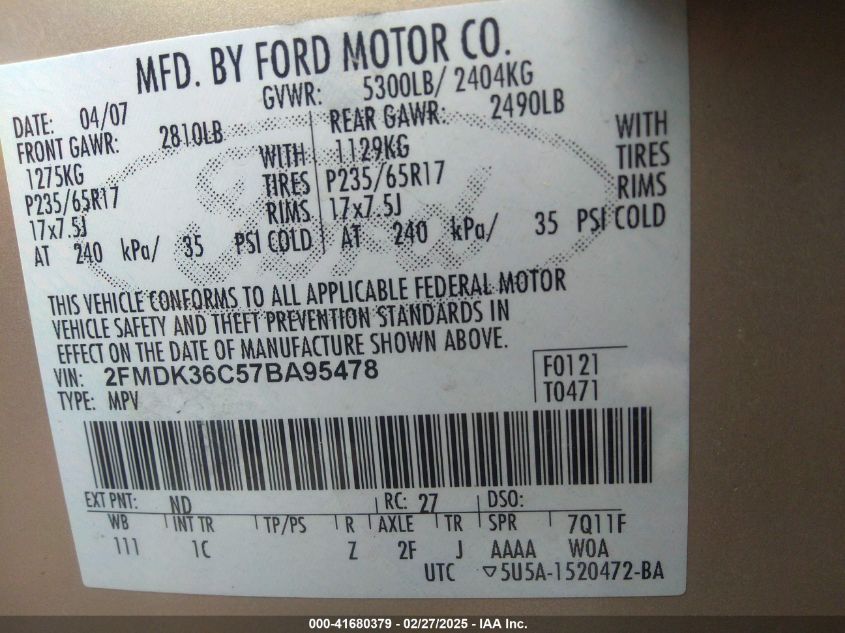 MFD. BY FORD MOTOR CO.
DATE: 04/07 GVWR: 5300LB/ 2404KG
FRONT GAWR: 2810LB REAR GAWR: 2490LB
1275KG WITH 1129KG WITH
P235/65R17 TIRES P235/65R17 TIRES
17x7.5J RIMS 17x7.5J RIMS
AT 240 kPa/ 35 PSI COLD AT 240 kPa/ 35 PSI COLD
THIS VEHICLE CONFORMS TO ALL APPLICABLE FEDERAL MOTOR
VEHICLE SAFETY AND THEFT PREVENTION STANDARDS IN
EFFECT ON THE DATE OF MANUFACTURE SHOWN ABOVE.
VIN: 2FMDK36C57BA95478 F0121
TYPE: MPV T0471
EXT PNT: ND RC: 27 DSO:
WB INT TR TP/PS R AXLE TR SPR 7Q11F
111 1C Z 2F J AAAA W0A
UTC ▽5U5A-1520472-BA
000-41680379 - 02/27/2025 - IAA Inc.